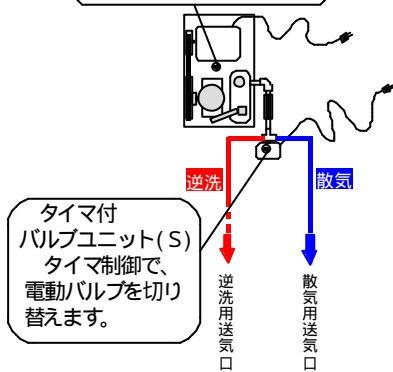 逆洗
散気
タイマ付
バルブユニット(S)
タイマ制御で、
電動バルブを切り
替えます。
逆洗用送気口
散気用送気口